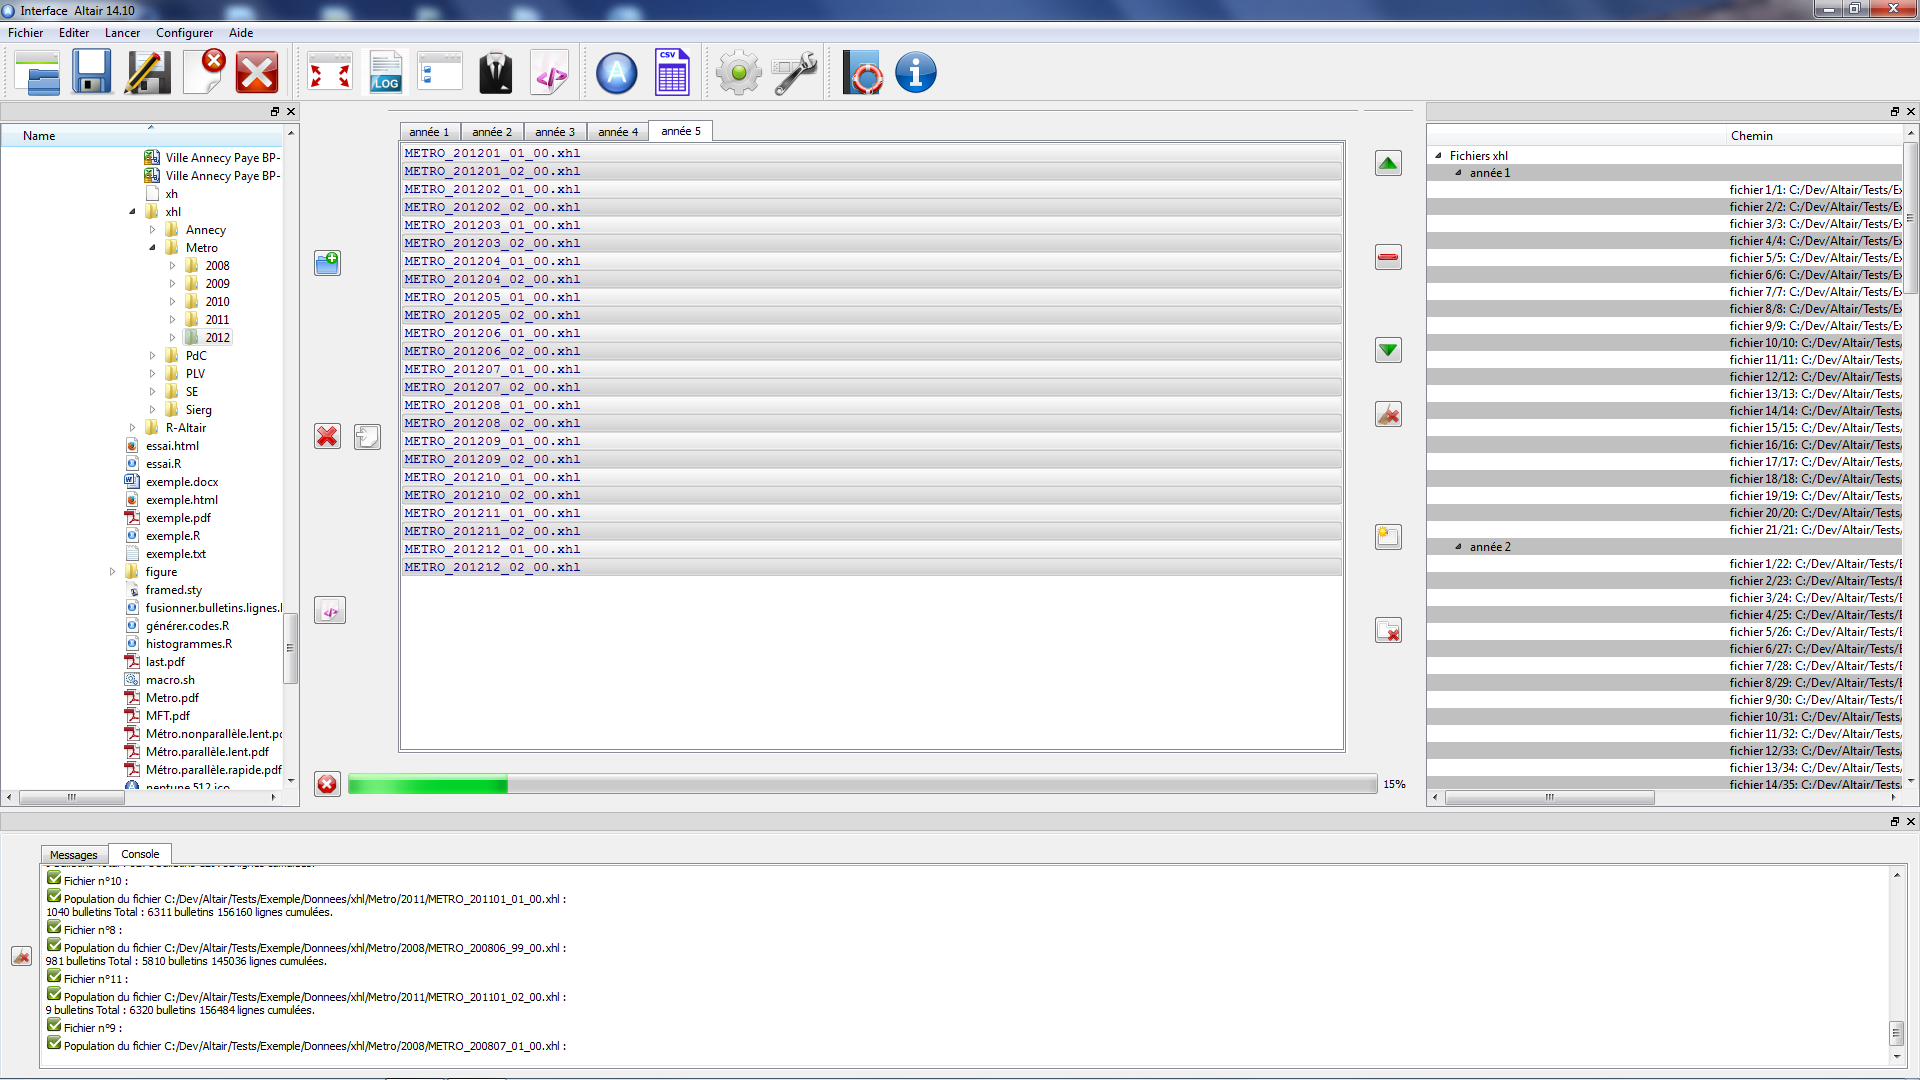 Interface Altair 14.10
Fichier Editer Lancer Configurer Aide
LOG
A
CSV
Name
Ville Annecy Paye BP-
Ville Annecy Paye BP-
xh
xhl
Annecy
Metro
2008
2009
2010
2011
2012
PdC
PLV
SE
Sierg
R-Altair
essai.html
essai.R
exemple.docx
exemple.html
exemple.pdf
exemple.R
exemple.txt
figure
framed.sty
fusionner.bulletins.lignes.
générer.codes.R
histogrammes.R
last.pdf
macro.sh
Metro.pdf
MFT.pdf
Métro.nonparallèle.lent.p
Métro.parallèle.lent.pdf
Métro.parallèle.rapide.pdf
neptune.512.ico
année 1 année 2 année 3 année 4 année 5
METRO_201201_01_00.xhl
METRO_201201_02_00.xhl
METRO_201202_01_00.xhl
METRO_201202_02_00.xhl
METRO_201203_01_00.xhl
METRO_201203_02_00.xhl
METRO_201204_01_00.xhl
METRO_201204_02_00.xhl
METRO_201205_01_00.xhl
METRO_201205_02_00.xhl
METRO_201206_01_00.xhl
METRO_201206_02_00.xhl
METRO_201207_01_00.xhl
METRO_201207_02_00.xhl
METRO_201208_01_00.xhl
METRO_201208_02_00.xhl
METRO_201209_01_00.xhl
METRO_201209_02_00.xhl
METRO_201210_01_00.xhl
METRO_201210_02_00.xhl
METRO_201211_01_00.xhl
METRO_201211_02_00.xhl
METRO_201212_01_00.xhl
METRO_201212_02_00.xhl
15%
Chemin
Fichiers xhl
année 1
fichier 1/1: C:/Dev/Altair/Tests/Ex
fichier 2/2: C:/Dev/Altair/Tests/Ex
fichier 3/3: C:/Dev/Altair/Tests/Ex
fichier 4/4: C:/Dev/Altair/Tests/Ex
fichier 5/5: C:/Dev/Altair/Tests/Ex
fichier 6/6: C:/Dev/Altair/Tests/Ex
fichier 7/7: C:/Dev/Altair/Tests/Ex
fichier 8/8: C:/Dev/Altair/Tests/Ex
fichier 9/9: C:/Dev/Altair/Tests/Ex
fichier 10/10: C:/Dev/Altair/Tests/
fichier 11/11: C:/Dev/Altair/Tests/
fichier 12/12: C:/Dev/Altair/Tests/
fichier 13/13: C:/Dev/Altair/Tests/
fichier 14/14: C:/Dev/Altair/Tests/
fichier 15/15: C:/Dev/Altair/Tests/
fichier 16/16: C:/Dev/Altair/Tests/
fichier 17/17: C:/Dev/Altair/Tests/
fichier 18/18: C:/Dev/Altair/Tests/
fichier 19/19: C:/Dev/Altair/Tests/
fichier 20/20: C:/Dev/Altair/Tests/
fichier 21/21: C:/Dev/Altair/Tests/
année 2
fichier 1/22: C:/Dev/Altair/Tests/E
fichier 2/23: C:/Dev/Altair/Tests/E
fichier 3/24: C:/Dev/Altair/Tests/E
fichier 4/25: C:/Dev/Altair/Tests/E
fichier 5/26: C:/Dev/Altair/Tests/E
fichier 6/27: C:/Dev/Altair/Tests/E
fichier 7/28: C:/Dev/Altair/Tests/E
fichier 8/29: C:/Dev/Altair/Tests/E
fichier 9/30: C:/Dev/Altair/Tests/E
fichier 10/31: C:/Dev/Altair/Tests/
fichier 11/32: C:/Dev/Altair/Tests/
fichier 12/33: C:/Dev/Altair/Tests/
fichier 13/34: C:/Dev/Altair/Tests/
fichier 14/35: C:/Dev/Altair/Tests/
Messages Console
Fichier n°10 :
Population du fichier C:/Dev/Altair/Tests/Exemple/Donnees/xhl/Metro/2011/METRO_201101_01_00.xhl :
1040 bulletins Total : 6311 bulletins 156160 lignes cumulées.
Fichier n°8 :
Population du fichier C:/Dev/Altair/Tests/Exemple/Donnees/xhl/Metro/2008/METRO_200806_99_00.xhl :
981 bulletins Total : 5810 bulletins 145036 lignes cumulées.
Fichier n°11 :
Population du fichier C:/Dev/Altair/Tests/Exemple/Donnees/xhl/Metro/2011/METRO_201101_02_00.xhl :
9 bulletins Total : 6320 bulletins 156484 lignes cumulées.
Fichier n°9 :
Population du fichier C:/Dev/Altair/Tests/Exemple/Donnees/xhl/Metro/2008/METRO_200807_01_00.xhl :